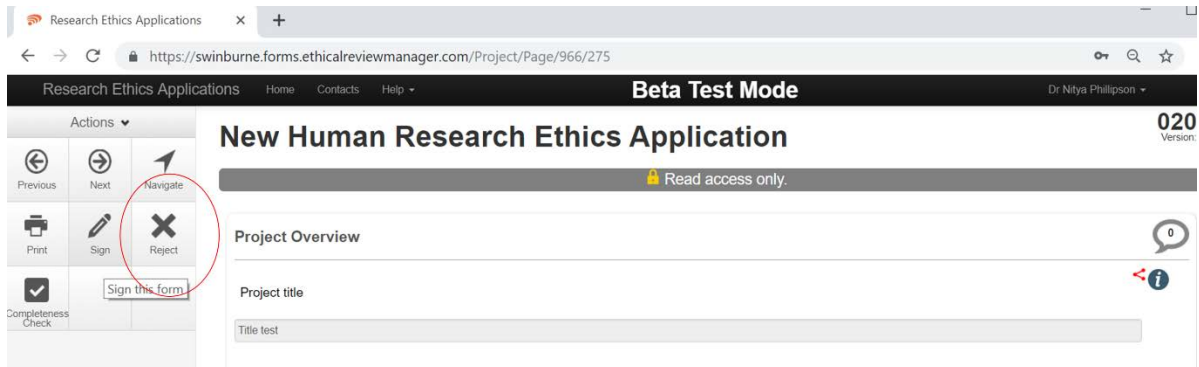 Research Ethics Applications
https://swinburne.forms.ethicalreviewmanager.com/Project/Page/966/275
Research Ethics Applications Home Contacts Help Beta Test Mode Dr Nitya Phillipson
Actions
New Human Research Ethics Application
020
Version:
Previous Next Navigate
Read access only.
Print Sign Reject
Project Overview
0
Sign this form
Project title
Completeness
Check
Title test